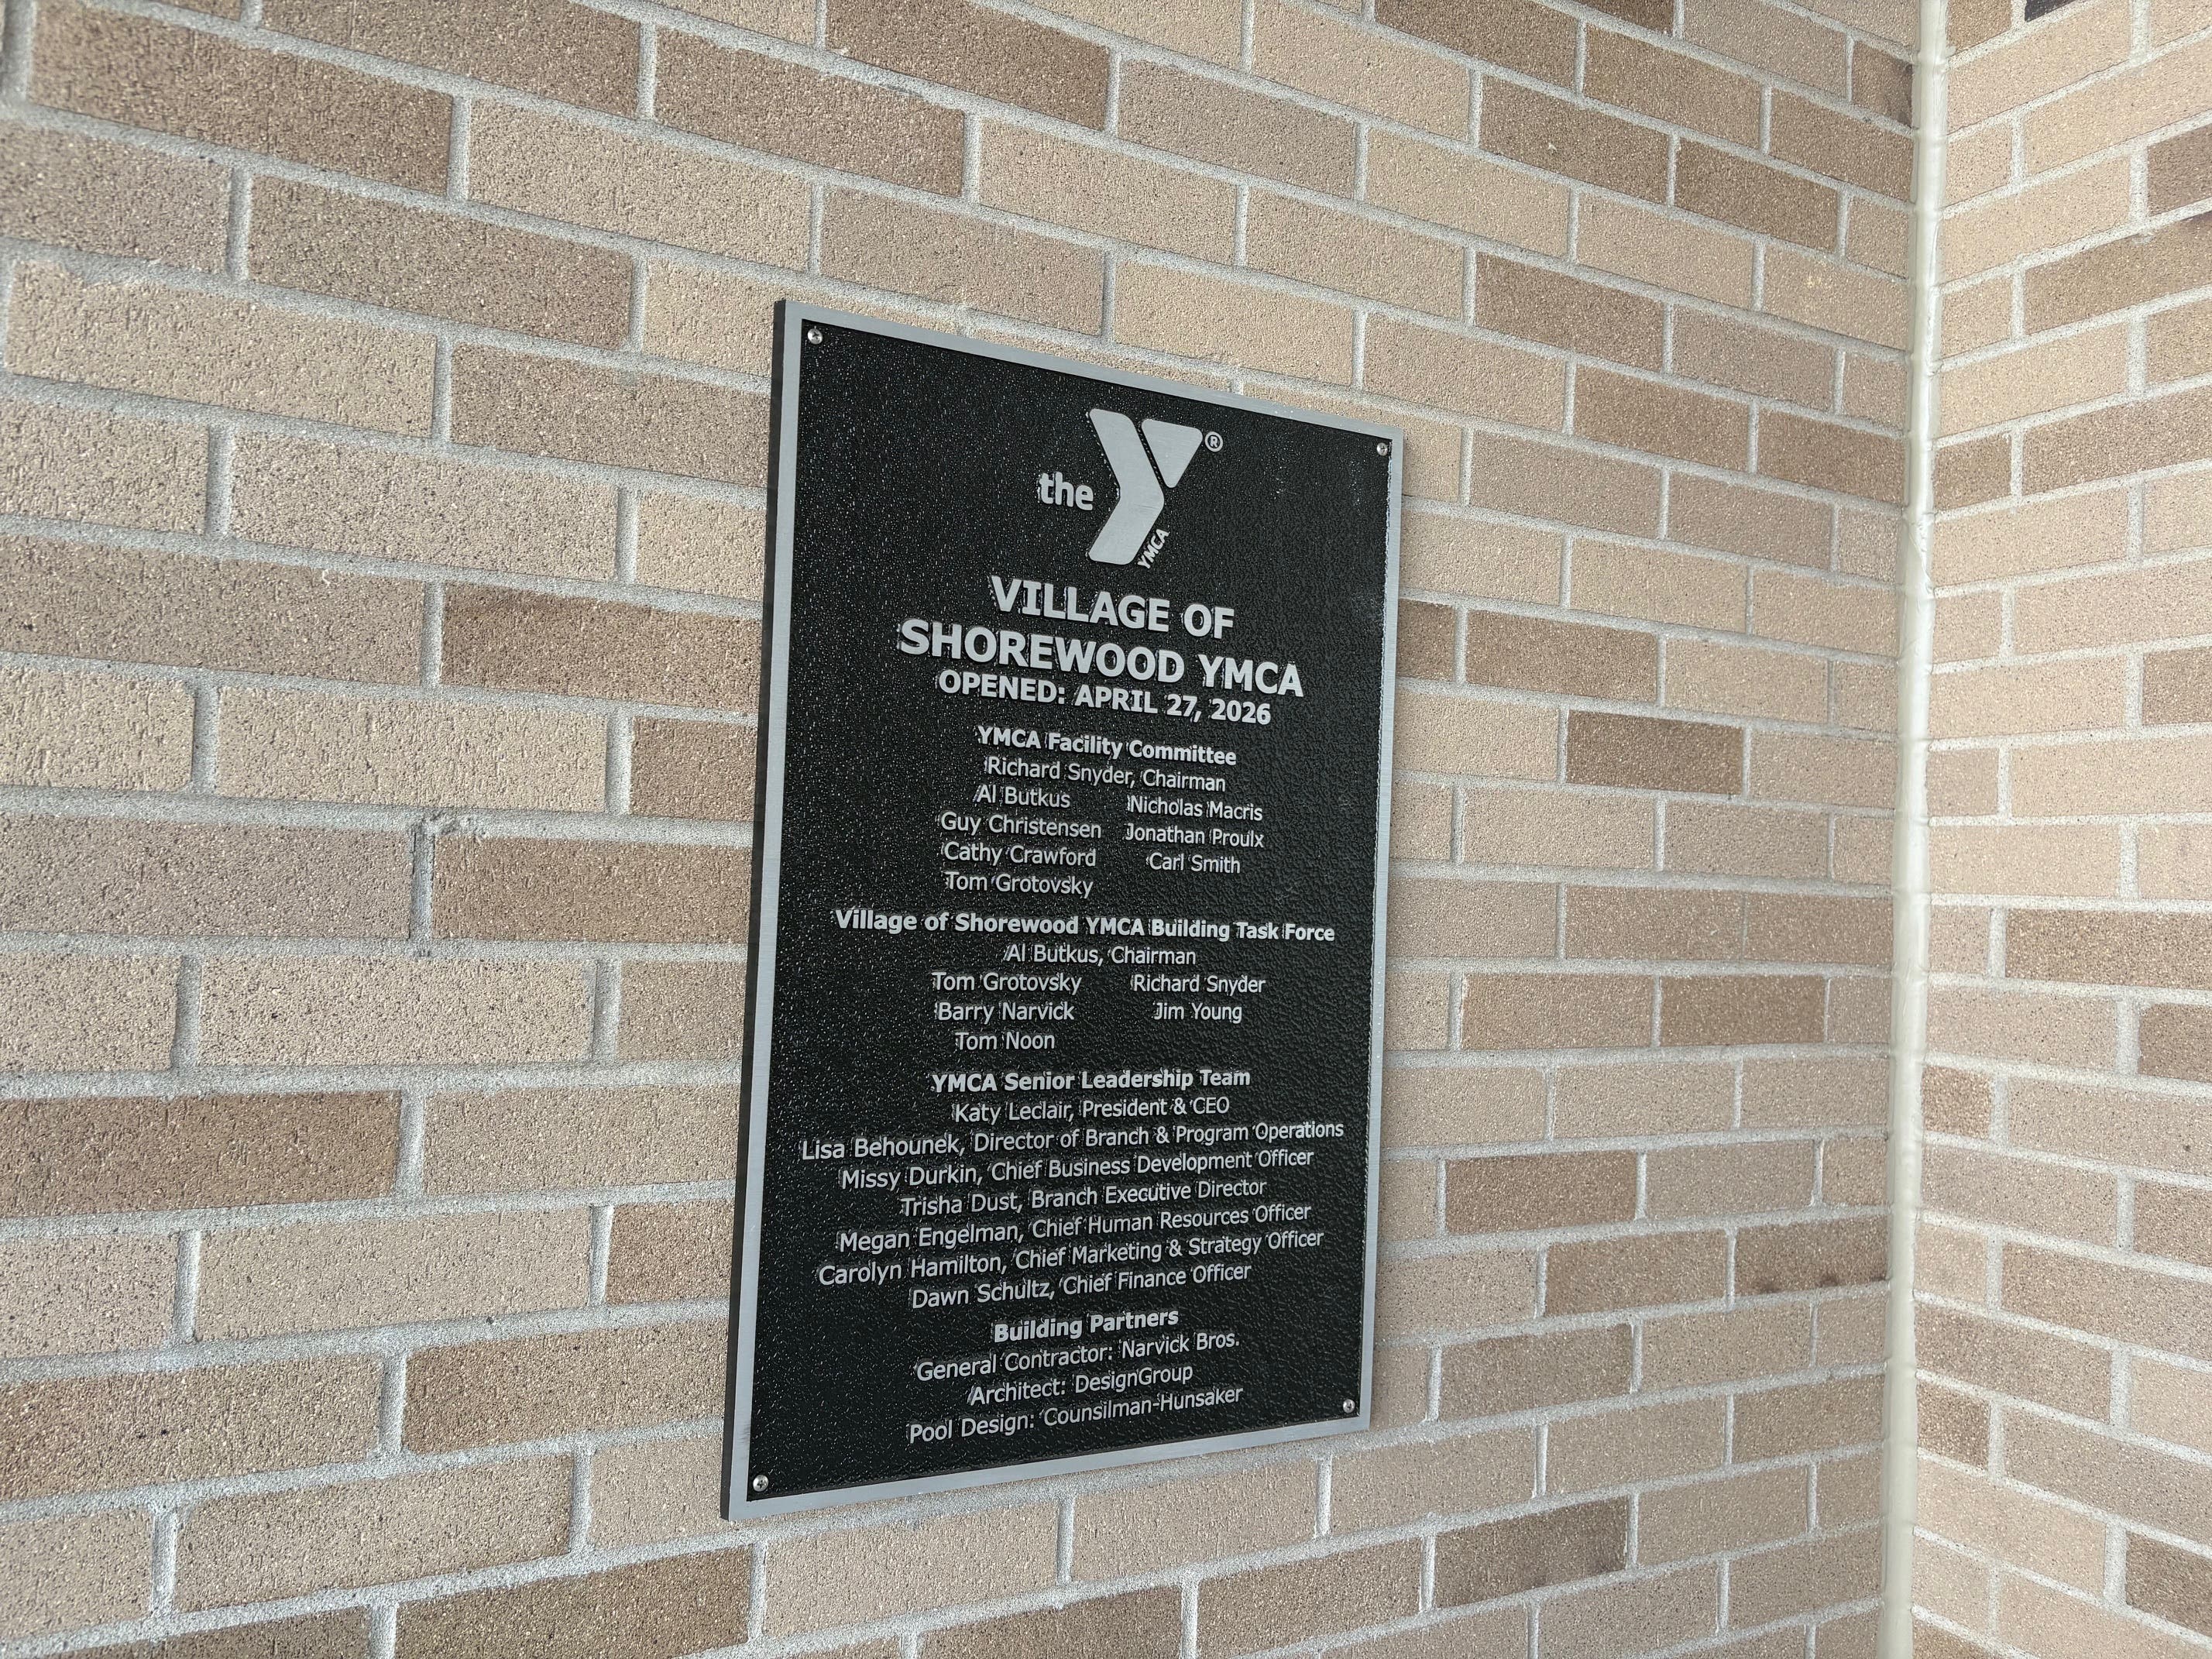 the Y®
YMCA
VILLAGE OF
SHOREWOOD YMCA
OPENED: APRIL 27, 2026
YMCA Facility Committee
Richard Snyder, Chairman
Al Butkus Nicholas Macris
Guy Christensen Jonathan Proulx
Cathy Crawford Carl Smith
Tom Grotovsky
Village of Shorewood YMCA Building Task Force
Al Butkus, Chairman
Tom Grotovsky Richard Snyder
Barry Narvick Jim Young
Tom Noon
YMCA Senior Leadership Team
Katy Leclair, President & CEO
Lisa Behounek, Director of Branch & Program Operations
Missy Durkin, Chief Business Development Officer
Trisha Dust, Branch Executive Director
Megan Engelman, Chief Human Resources Officer
Carolyn Hamilton, Chief Marketing & Strategy Officer
Dawn Schultz, Chief Finance Officer
Building Partners
General Contractor: Narvick Bros.
Architect: DesignGroup
Pool Design: Counsilman-Hunsaker